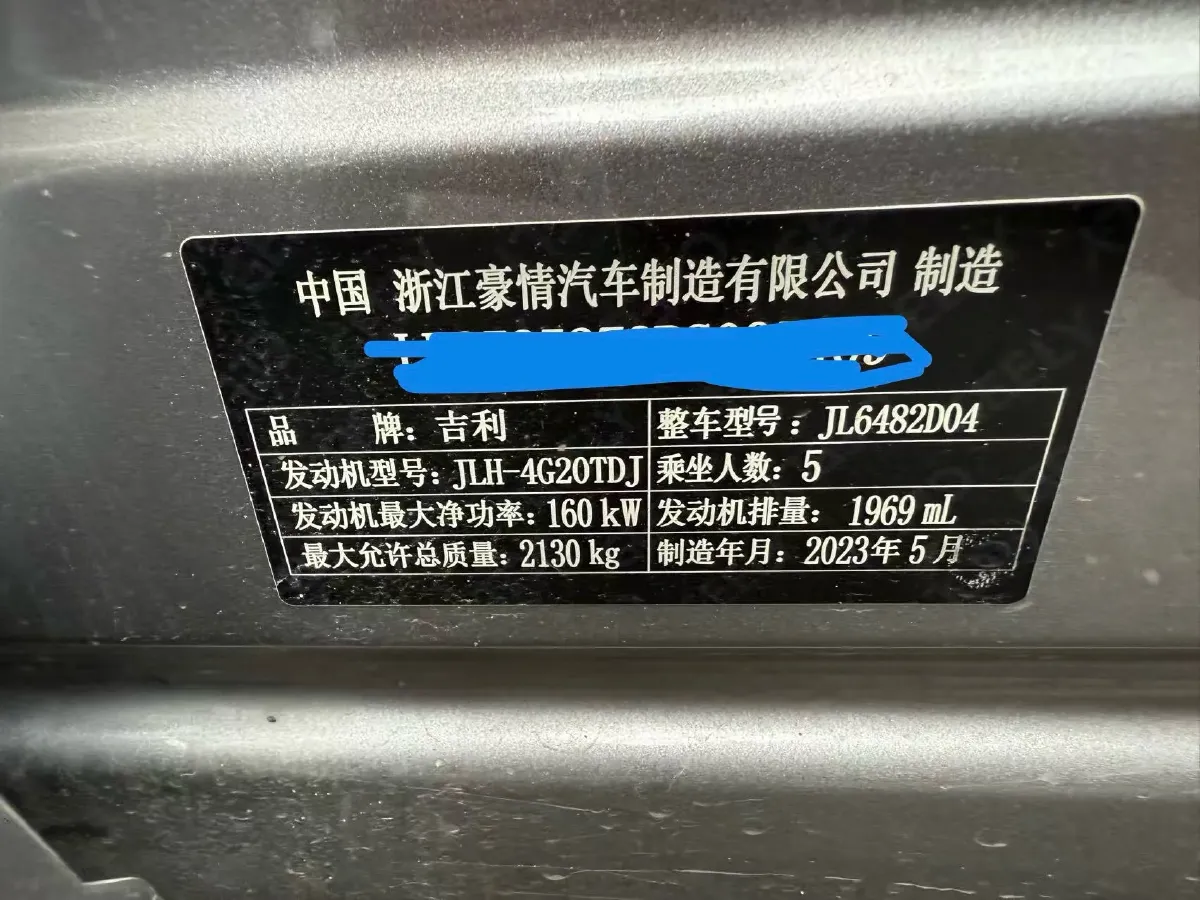 中国 浙江豪情汽车制造有限公司 制造
品 牌：吉利 整车型号：JL6482D04
发动机型号：JLH-4G20TDJ 乘坐人数：5
发动机最大净功率：160 kW 发动机排量： 1969 mL
最大允许总质量：2130 kg 制造年月：2023年 5 月